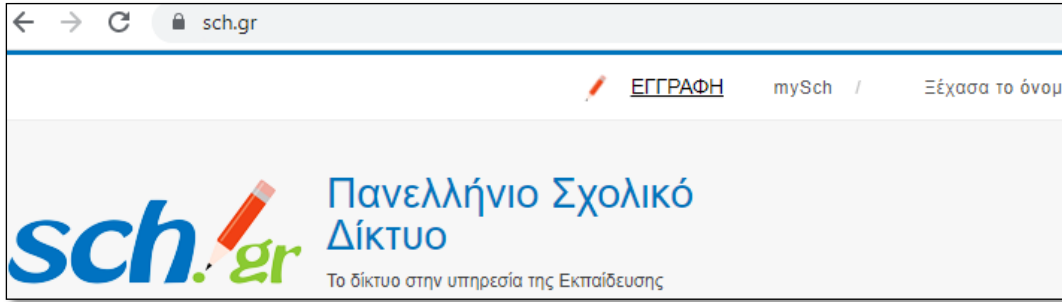 sch.gr
ΕΓΓΡΑΦΗ mySch / Ξέχασα το
sch.gr Πανελλήνιο Σχολικό
Δίκτυο
Το δίκτυο στην υπηρεσία της Εκπαίδευσης